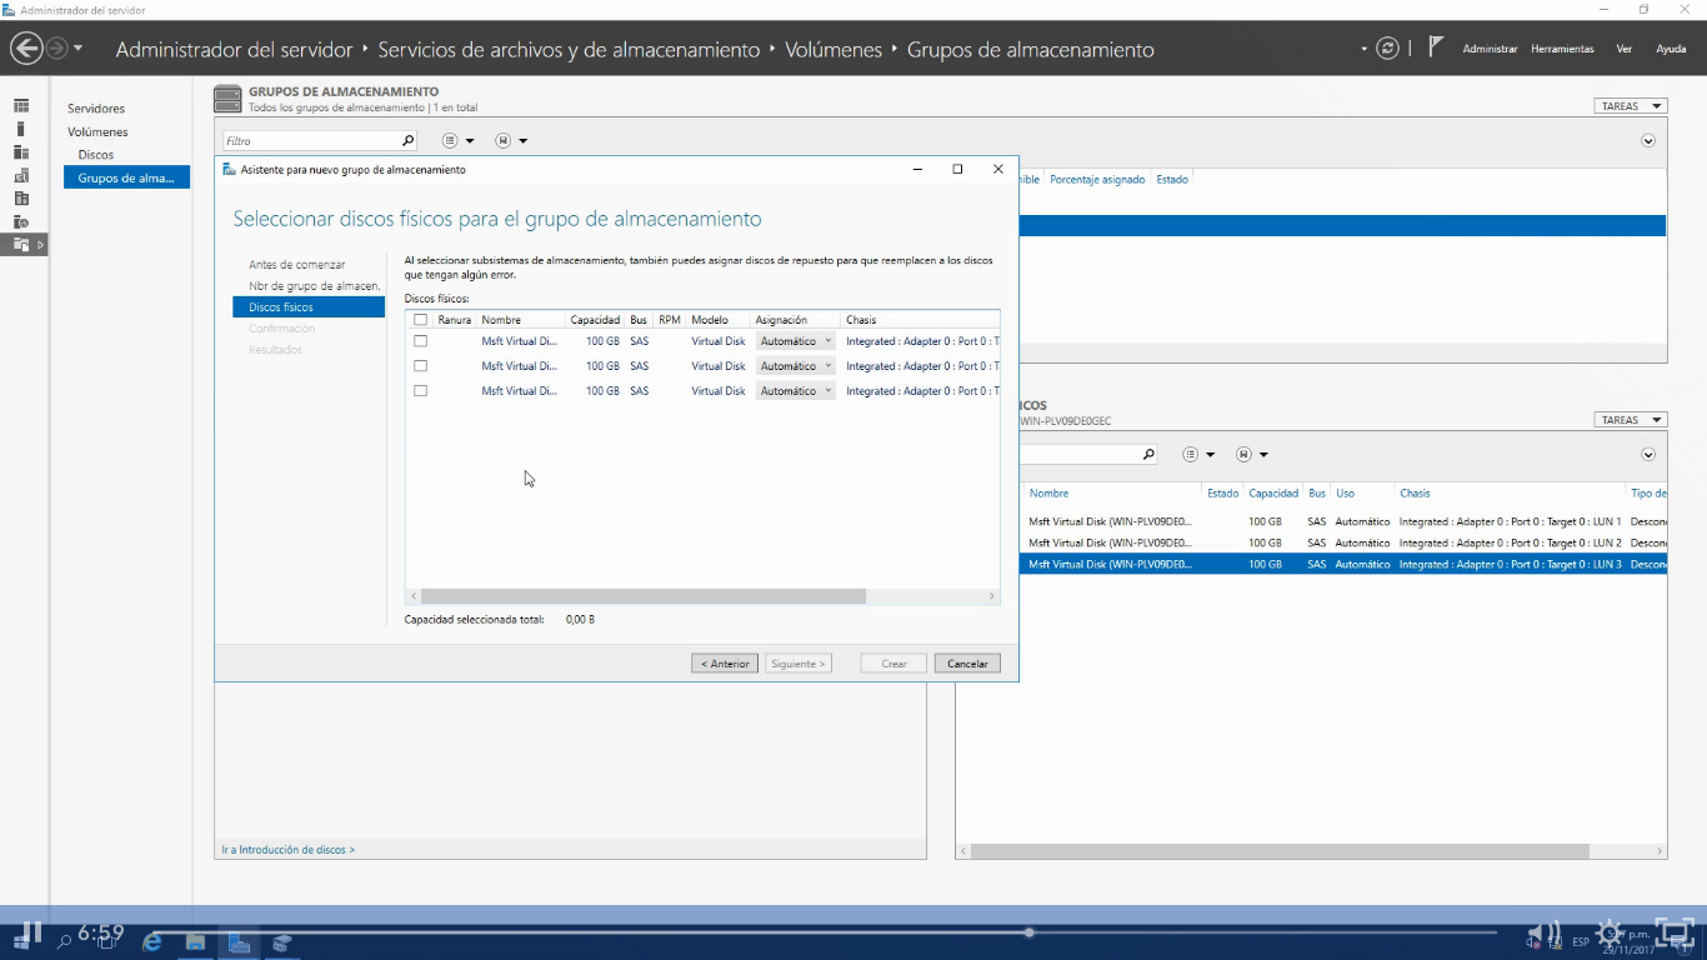 Administrador del servidor
Administrador del servidor ‣ Servicios de archivos y de almacenamiento ‣ Volúmenes ‣ Grupos de almacenamiento
Administrar Herramientas Ver Ayuda
Servidores
Volúmenes
Discos
Grupos de alma...
GRUPOS DE ALMACENAMIENTO
Todos los grupos de almacenamiento | 1 en total
TAREAS
Filtro
Asistente para nuevo grupo de almacenamiento
nible Porcentaje asignado Estado
Seleccionar discos físicos para el grupo de almacenamiento
Antes de comenzar
Nbr de grupo de almacen.
Discos físicos
Confirmación
Resultados
Al seleccionar subsistemas de almacenamiento, también puedes asignar discos de repuesto para que reemplacen a los discos
que tengan algún error.
Discos físicos:
Ranura Nombre Capacidad Bus RPM Modelo Asignación Chasis
Msft Virtual Di... 100 GB SAS Virtual Disk Automático Integrated : Adapter 0 : Port 0 : T
Msft Virtual Di... 100 GB SAS Virtual Disk Automático Integrated : Adapter 0 : Port 0 : T
Msft Virtual Di... 100 GB SAS Virtual Disk Automático Integrated : Adapter 0 : Port 0 : T
Capacidad seleccionada total: 0,00 B
< Anterior Siguiente > Crear Cancelar
ICOS
WIN-PLV09DE0GEC
TAREAS
Nombre Estado Capacidad Bus Uso Chasis Tipo de
Msft Virtual Disk (WIN-PLV09DE0... 100 GB SAS Automático Integrated : Adapter 0 : Port 0 : Target 0 : LUN 1 Descon
Msft Virtual Disk (WIN-PLV09DE0... 100 GB SAS Automático Integrated : Adapter 0 : Port 0 : Target 0 : LUN 2 Descon
Msft Virtual Disk (WIN-PLV09DE0... 100 GB SAS Automático Integrated : Adapter 0 : Port 0 : Target 0 : LUN 3 Descon
Ir a Introducción de discos >
6:59
ESP
p.m.
29/11/2017